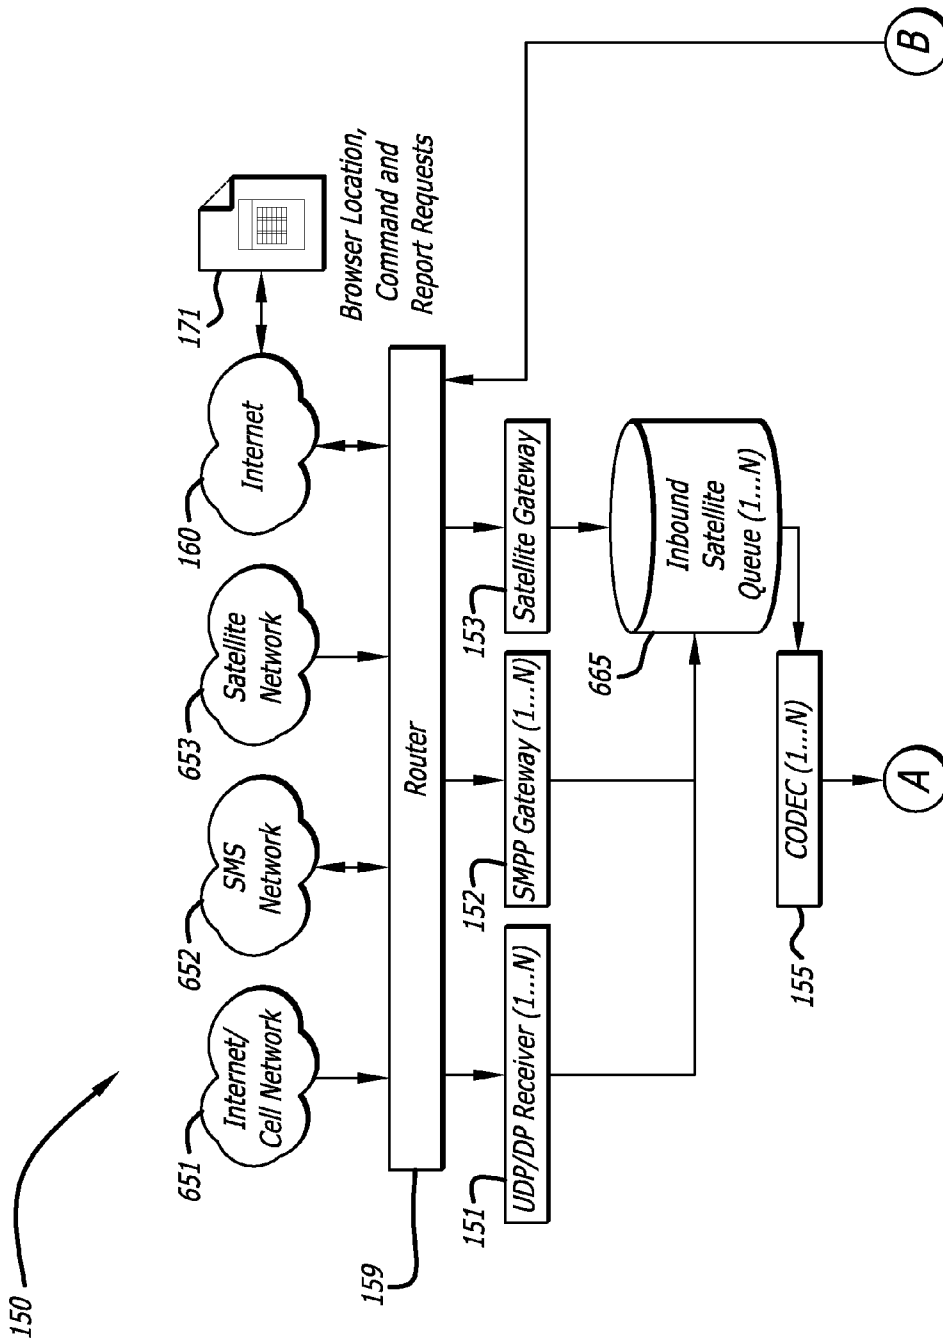 150
651
Internet/
Cell Network
652
SMS
Network
653
Satellite
Network
160
Internet
171
Browser Location,
Command and
Report Requests
159
Router
151
UDP/DP Receiver (1...N)
152
SMPP Gateway (1...N)
153
Satellite Gateway
665
Inbound
Satellite
Queue (1...N)
155
CODEC (1...N)
A
B